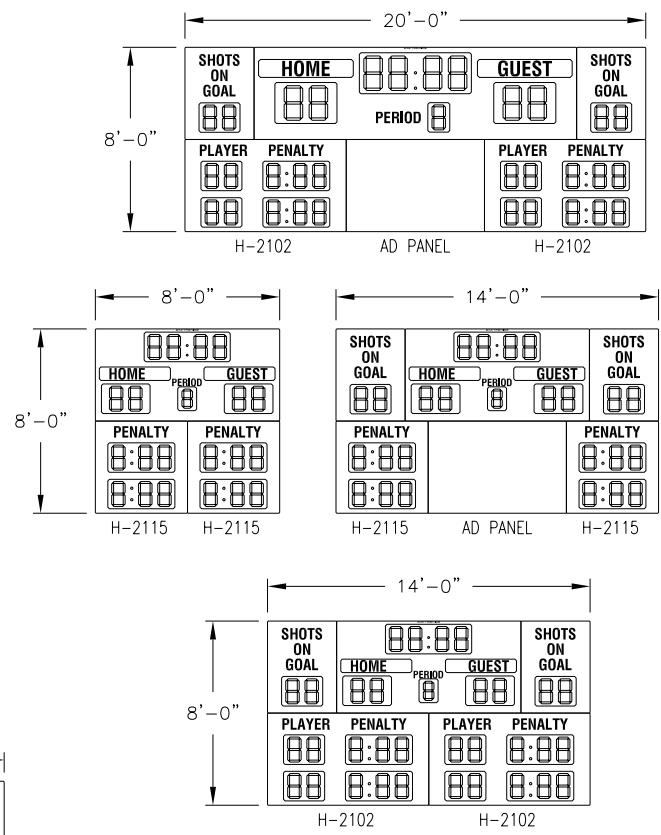 20'-0"
SHOTS
ON
GOAL
HOME
88:88
GUEST
SHOTS
ON
GOAL
88
88
PERIOD 8
88
88
8'-0"
PLAYER PENALTY
88 8:88
88 8:88
PLAYER PENALTY
88 8:88
88 8:88
H-2102 AD PANEL H-2102
8'-0"
88:88
HOME PERIOD GUEST
88 8 88
8'-0"
PENALTY PENALTY
8:88 8:88
8:88 8:88
H-2115 H-2115
14'-0"
SHOTS
ON
GOAL
88
88:88
HOME PERIOD GUEST
88 8 88
SHOTS
ON
GOAL
88
PENALTY PENALTY
8:88 8:88
8:88 8:88
H-2115 AD PANEL H-2115
14'-0"
SHOTS
ON
GOAL
88
88:88
HOME PERIOD GUEST
88 8 88
SHOTS
ON
GOAL
88
8'-0"
PLAYER PENALTY PLAYER PENALTY
88 8:88 88 8:88
88 8:88 88 8:88
H-2102 H-2102